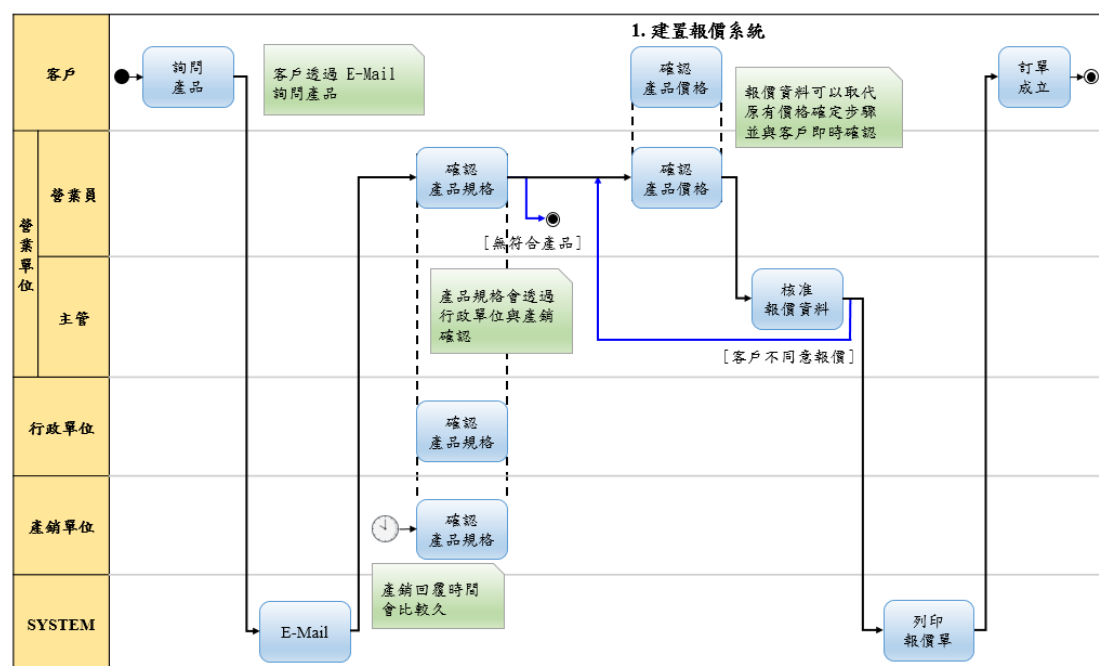 1. 建置報價系統
客戶
詢問
產品
客戶透過 E-Mail
詢問產品
確認
產品價格
報價資料可以取代
原有價格確定步驟
並與客戶即時確認
訂單
成立
營業單位
營業員
確認
產品規格
確認
產品價格
[無符合產品]
主管
產品規格會透過
行政單位與產銷
確認
核准
報價資料
[客戶不同意報價]
行政單位
確認
產品規格
產銷單位
確認
產品規格
產銷回覆時間
會比較久
SYSTEM
E-Mail
列印
報價單